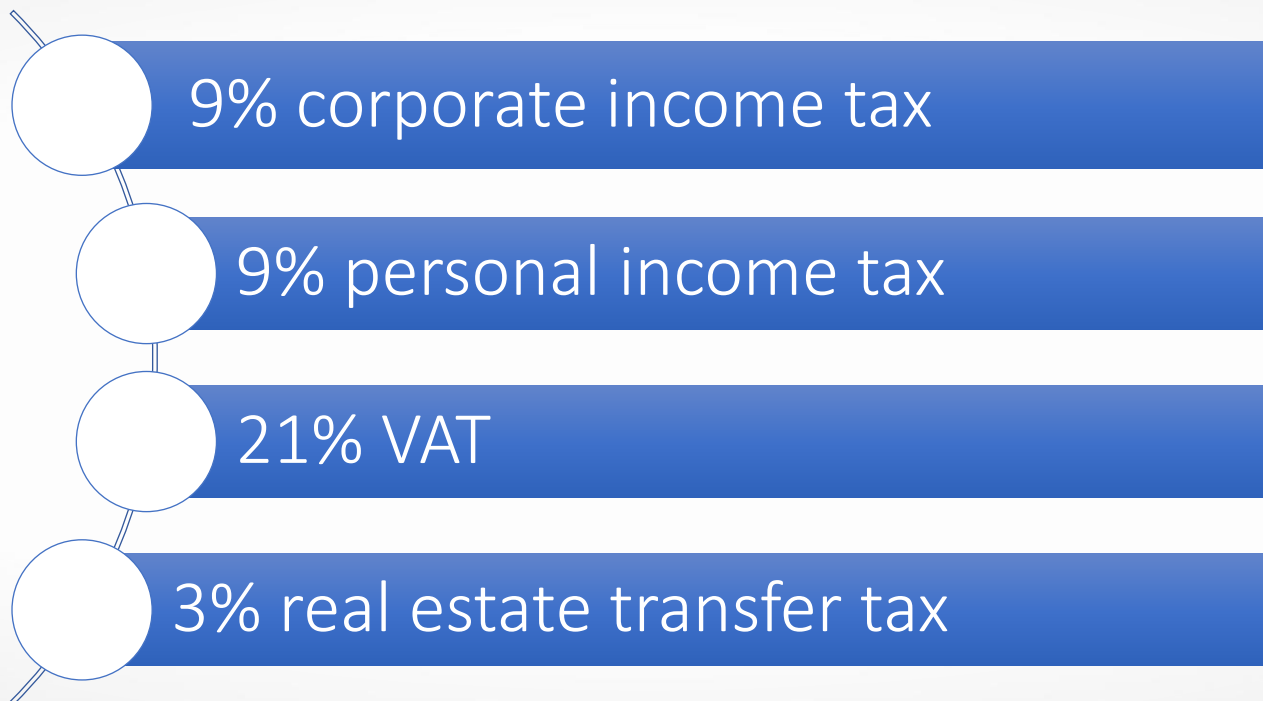 9% corporate income tax
9% personal income tax
21% VAT
3% real estate transfer tax